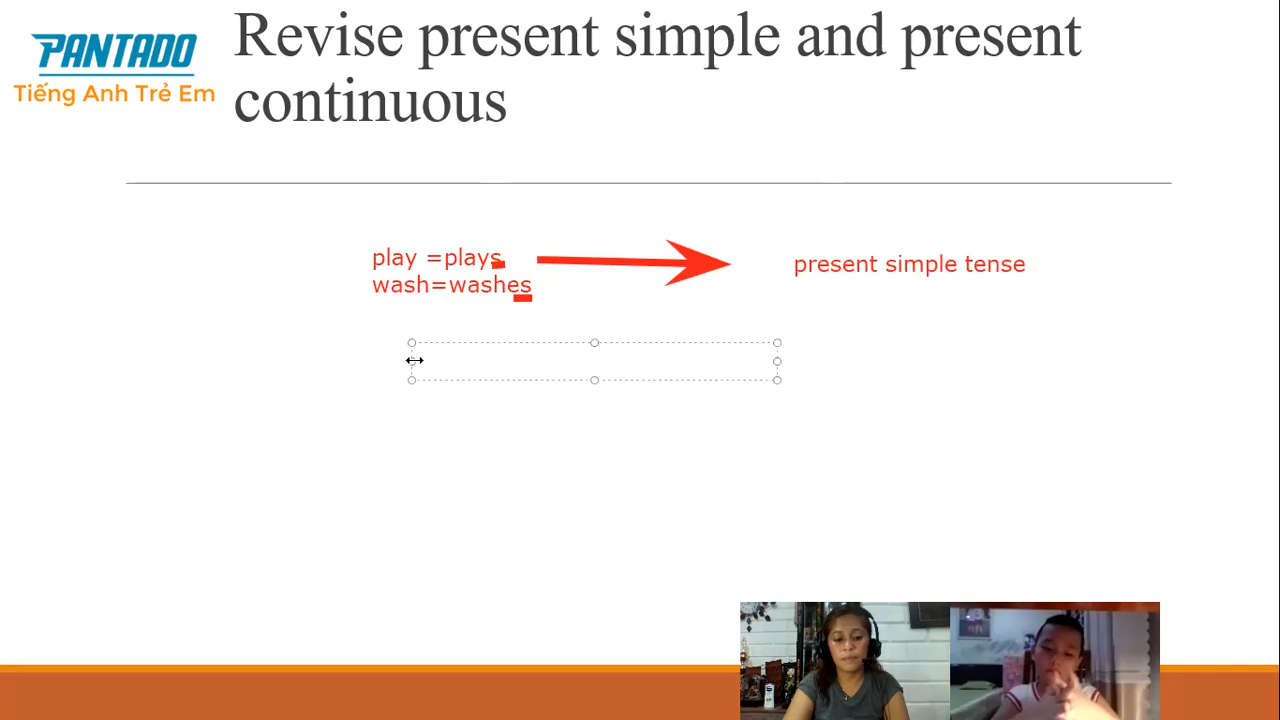 PANTADO
Tiếng Anh Trẻ Em
Revise present simple and present
continuous
play =plays
wash=washes
present simple tense